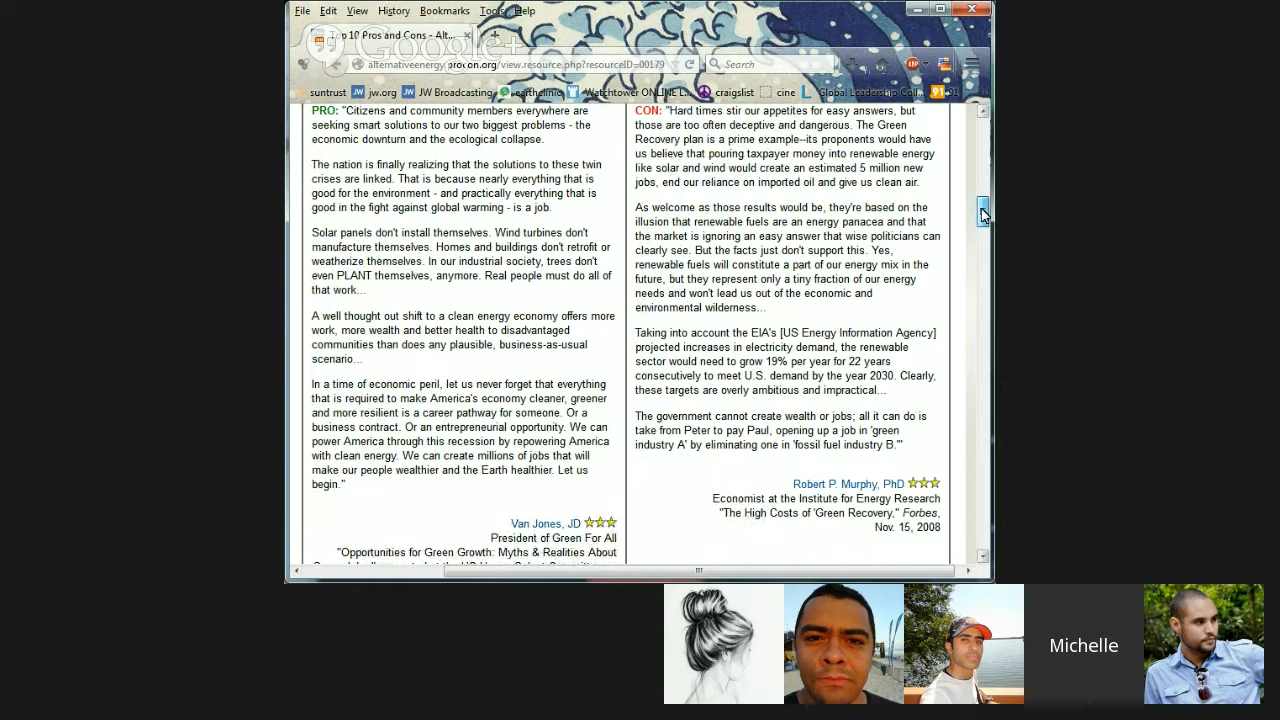 File Edit View History Bookmarks Tools Help
Top 10 Pros and Cons - Alt...
Google+
alternativeenergy.procon.org/view.resource.php?resourceID=00179
Search
suntrust jw.org JW Broadcasting earthclinic Watchtower ONLINE L... craigslist cine Global Leadership Coll... 91 91
PRO: "Citizens and community members everywhere are
seeking smart solutions to our two biggest problems - the
economic downturn and the ecological collapse.
The nation is finally realizing that the solutions to these twin
crises are linked. That is because nearly everything that is
good for the environment - and practically everything that is
good in the fight against global warming - is a job.
Solar panels don't install themselves. Wind turbines don't
manufacture themselves. Homes and buildings don't retrofit or
weatherize themselves. In our industrial society, trees don't
even PLANT themselves, anymore. Real people must do all of
that work...
A well thought out shift to a clean energy economy offers more
work, more wealth and better health to disadvantaged
communities than does any plausible, business-as-usual
scenario...
In a time of economic peril, let us never forget that everything
that is required to make America's economy cleaner, greener
and more resilient is a career pathway for someone. Or a
business contract. Or an entrepreneurial opportunity. We can
power America through this recession by repowering America
with clean energy. We can create millions of jobs that will
make our people wealthier and the Earth healthier. Let us
begin."
Van Jones, JD
President of Green For All
"Opportunities for Green Growth: Myths & Realities About
CON: "Hard times stir our appetites for easy answers, but
those are too often deceptive and dangerous. The Green
Recovery plan is a prime example–its proponents would have
us believe that pouring taxpayer money into renewable energy
like solar and wind would create an estimated 5 million new
jobs, end our reliance on imported oil and give us clean air.
As welcome as those results would be, they're based on the
illusion that renewable fuels are an energy panacea and that
the market is ignoring an easy answer that wise politicians can
clearly see. But the facts just don't support this. Yes,
renewable fuels will constitute a part of our energy mix in the
future, but they represent only a tiny fraction of our energy
needs and won't lead us out of the economic and
environmental wilderness...
Taking into account the EIA's [US Energy Information Agency]
projected increases in electricity demand, the renewable
sector would need to grow 19% per year for 22 years
consecutively to meet U.S. demand by the year 2030. Clearly,
these targets are overly ambitious and impractical...
The government cannot create wealth or jobs; all it can do is
take from Peter to pay Paul, opening up a job in 'green
industry A' by eliminating one in 'fossil fuel industry B.'"
Robert P. Murphy, PhD
Economist at the Institute for Energy Research
"The High Costs of 'Green Recovery," Forbes,
Nov. 15, 2008
Michelle